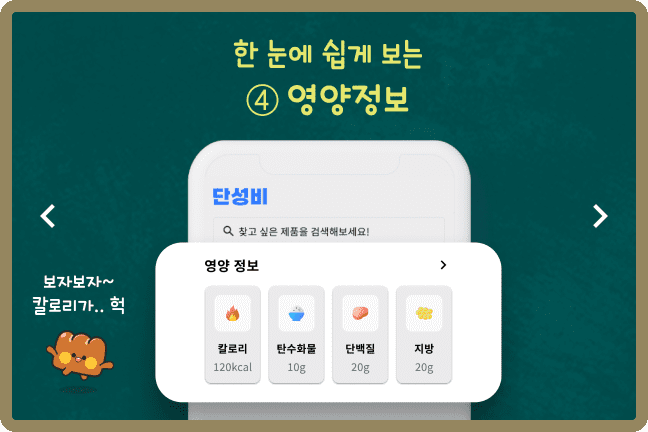 한 눈에 쉽게 보는
④ 영양정보
단성비
찾고 싶은 제품을 검색해보세요!
영양 정보
칼로리 탄수화물 단백질 지방
120kcal 10g 20g 20g
보자보자~
칼로리가.. 헉